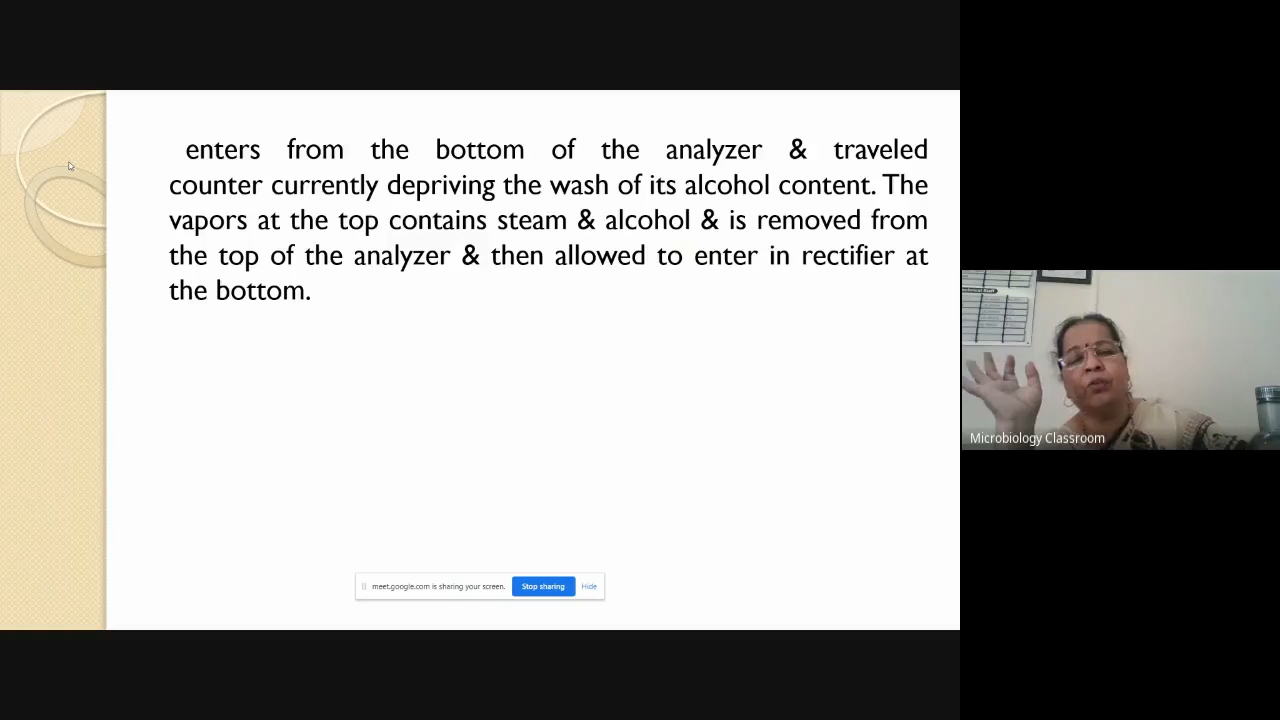 enters from the bottom of the analyzer & traveled
counter currently depriving the wash of its alcohol content. The
vapors at the top contains steam & alcohol & is removed from
the top of the analyzer & then allowed to enter in rectifier at
the bottom.
meet.google.com is sharing your screen. Stop sharing Hide
Microbiology Classroom